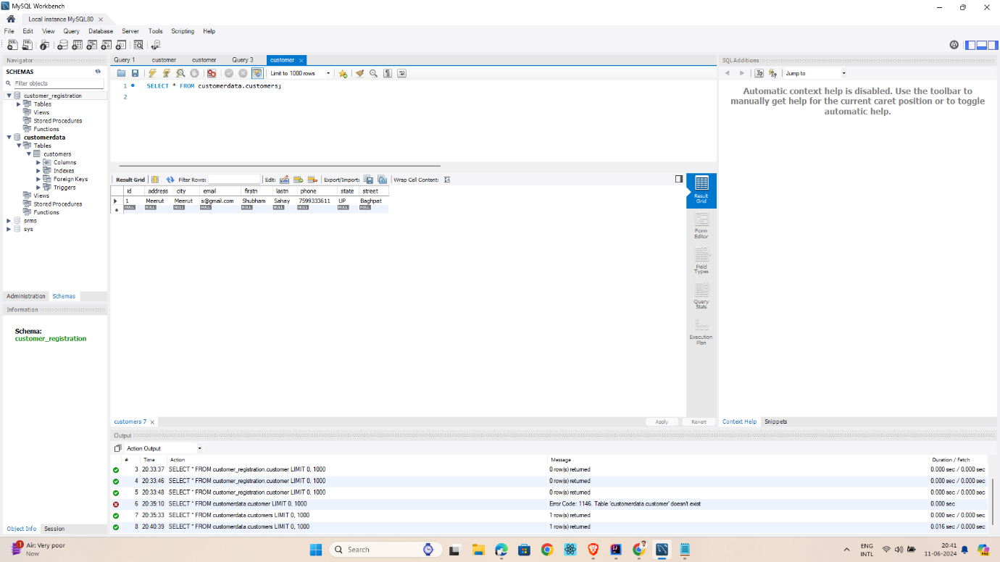 MySQL Workbench
Local instance MySQL80
File Edit View Query Database Server Tools Scripting Help
Navigator
SCHEMAS
Filter objects
customer_registration
Tables
Views
Stored Procedures
Functions
customerdata
Tables
customers
Columns
Indexes
Foreign Keys
Triggers
Views
Stored Procedures
Functions
srms
sys
Administration Schemas
Information
Schema:
customer_registration
Object Info Session
Query 1 customer customer Query 3 customer
Limit to 1000 rows
1 SELECT * FROM customerdata.customers;
2
Result Grid Filter Rows: Edit: Export/Import: Wrap Cell Content:
id address city email firstn lastn phone state street
1 Meerut Meerut s@gmail.com Shubham Sahay 7599333611 UP Baghpat
NULL NULL NULL NULL NULL NULL NULL NULL NULL
Result
Grid
Form
Editor
Field
Types
Query
Stats
Execution
Plan
customers 7 Apply Revert
SQLAdditions
Jump to
Automatic context help is disabled. Use the toolbar to
manually get help for the current caret position or to toggle
automatic help.
Context Help Snippets
Output
Action Output
# Time Action Message Duration / Fetch
3 20:33:37 SELECT * FROM customer_registration.customer LIMIT 0, 1000 0 row(s) returned 0.000 sec / 0.000 sec
4 20:33:46 SELECT * FROM customer_registration.customer LIMIT 0, 1000 0 row(s) returned 0.000 sec / 0.000 sec
5 20:33:48 SELECT * FROM customer_registration.customer LIMIT 0, 1000 0 row(s) returned 0.000 sec / 0.000 sec
6 20:35:10 SELECT * FROM customerdata.customer LIMIT 0, 1000 Error Code: 1146. Table 'customerdata.customer' doesn't exist 0.000 sec
7 20:35:33 SELECT * FROM customerdata.customers LIMIT 0, 1000 1 row(s) returned 0.000 sec / 0.000 sec
8 20:40:39 SELECT * FROM customerdata.customers LIMIT 0, 1000 1 row(s) returned 0.016 sec / 0.000 sec
1
Air: Very poor
Now
Search
ENG
INTL
20:41
11-06-2024
PRE